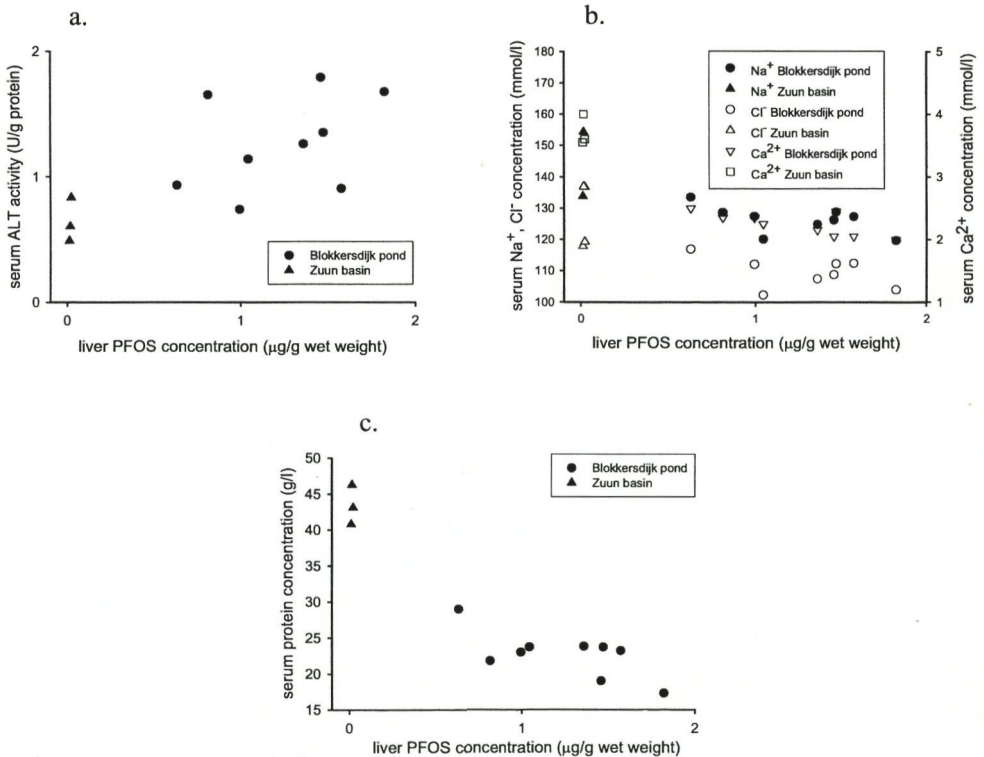 a.
serum ALT activity (U/g protein)
2
1
0
0 1 2
liver PFOS concentration (μg/g wet weight)
Blokkersdijk pond
Zuun basin
b.
serum Na⁺, Cl⁻ concentration (mmol/l)
180
170
160
150
140
130
120
110
100
0 1 2
liver PFOS concentration (μg/g wet weight)
5
4
3
2
1
serum Ca²⁺ concentration (mmol/l)
Na⁺ Blokkersdijk pond
Na⁺ Zuun basin
Cl⁻ Blokkersdijk pond
Cl⁻ Zuun basin
Ca²⁺ Blokkersdijk pond
Ca²⁺ Zuun basin
c.
serum protein concentration (g/l)
50
45
40
35
30
25
20
15
0 1 2
liver PFOS concentration (μg/g wet weight)
Blokkersdijk pond
Zuun basin